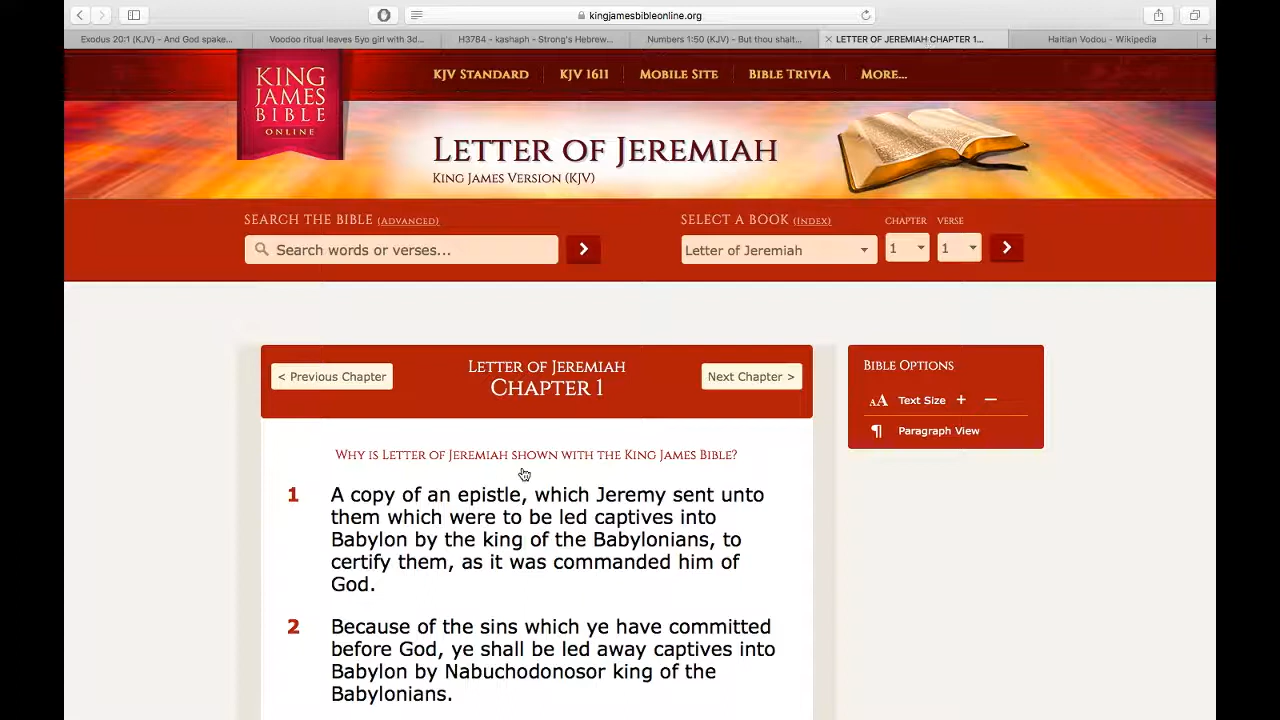 kingjamesbibleonline.org
Exodus 20:1 (KJV) - And God spake...
Voodoo ritual leaves 5yo girl with 3rd...
H3784 - kashaph - Strong's Hebrew...
Numbers 1:50 (KJV) - But thou shalt...
LETTER OF JEREMIAH CHAPTER 1...
Haitian Vodou - Wikipedia
KING
JAMES
BIBLE
ONLINE
KJV STANDARD
KJV 1611
MOBILE SITE
BIBLE TRIVIA
MORE...
LETTER OF JEREMIAH
KING JAMES VERSION (KJV)
SEARCH THE BIBLE (ADVANCED)
Search words or verses...
SELECT A BOOK (INDEX)
CHAPTER
VERSE
Letter of Jeremiah
1
1
< Previous Chapter
LETTER OF JEREMIAH
CHAPTER 1
Next Chapter >
BIBLE OPTIONS
AA Text Size + −
¶ Paragraph View
WHY IS LETTER OF JEREMIAH SHOWN WITH THE KING JAMES BIBLE?
1 A copy of an epistle, which Jeremy sent unto
them which were to be led captives into
Babylon by the king of the Babylonians, to
certify them, as it was commanded him of
God.
2 Because of the sins which ye have committed
before God, ye shall be led away captives into
Babylon by Nabuchodonosor king of the
Babylonians.